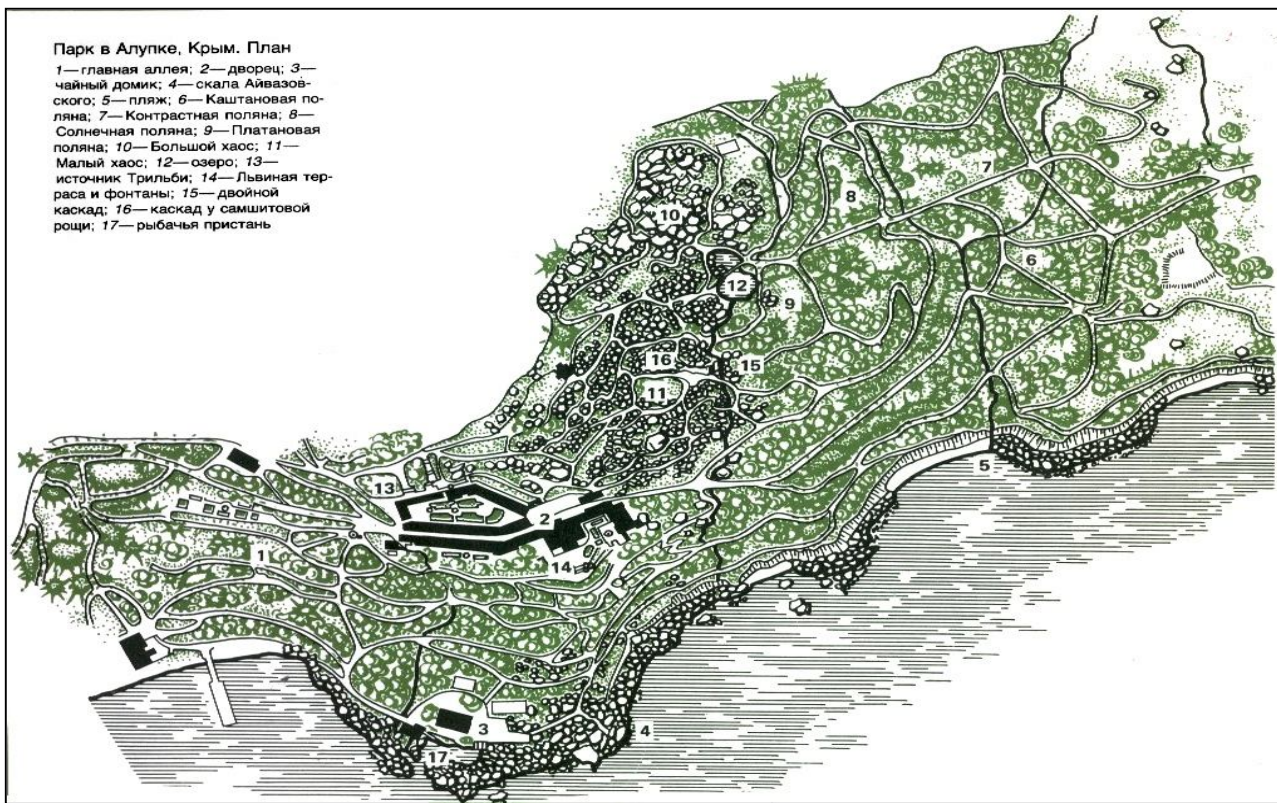 Парк в Алупке, Крым. План
1—главная аллея; 2—дворец; 3—
чайный домик; 4—скала Айвазов-
ского; 5—пляж; 6—Каштановая по-
ляна; 7—Контрастная поляна; 8—
Солнечная поляна; 9—Платановая
поляна; 10—Большой хаос; 11—
Малый хаос; 12—озеро; 13—
источник Трильби; 14—Львиная тер-
раса и фонтаны; 15—двойной
каскад; 16—каскад у самшитовой
рощи; 17—рыбачья пристань
7
8
10
6
12
9
16
15
11
5
13
2
1
14
3
4
17